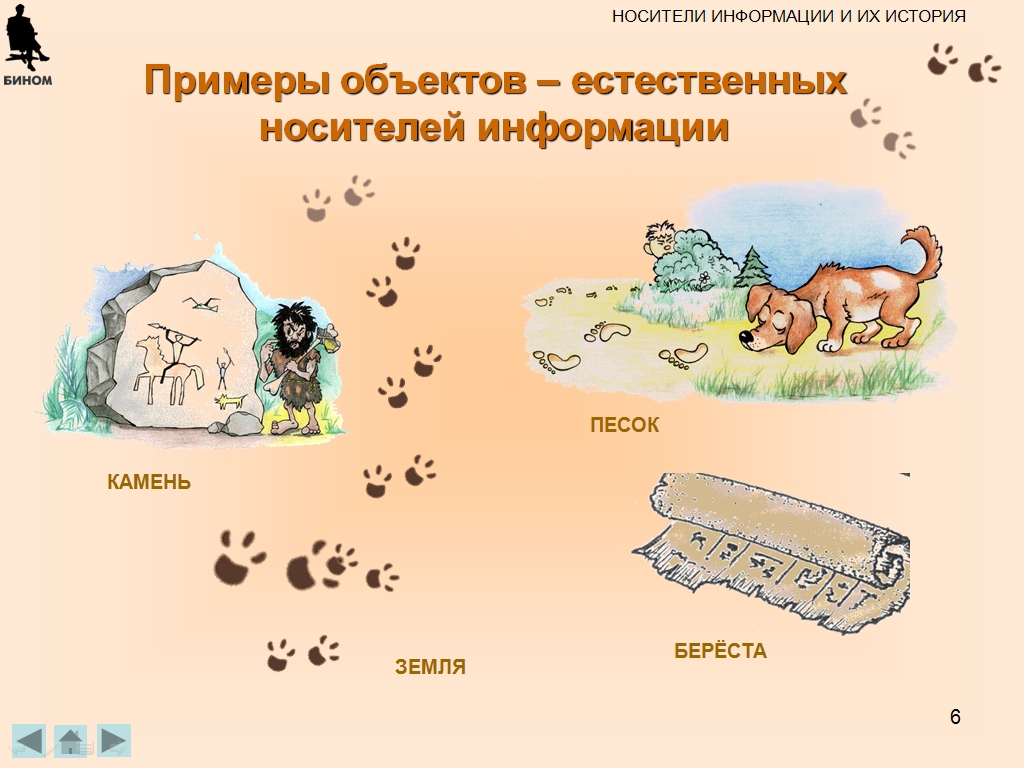 НОСИТЕЛИ ИНФОРМАЦИИ И ИХ ИСТОРИЯ
БИНОМ
Примеры объектов – естественных
носителей информации
ПЕСОК
КАМЕНЬ
БЕРЁСТА
ЗЕМЛЯ
6